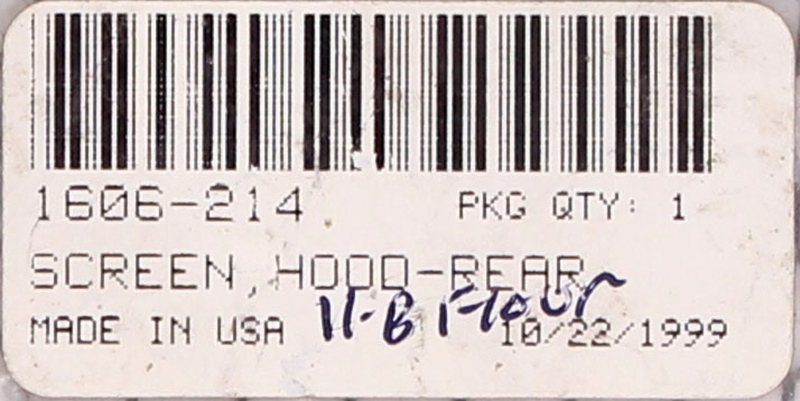 1606-214 PKG QTY: 1
SCREEN, HOOD-REAR
11-B Floor
MADE IN USA 10/22/1999